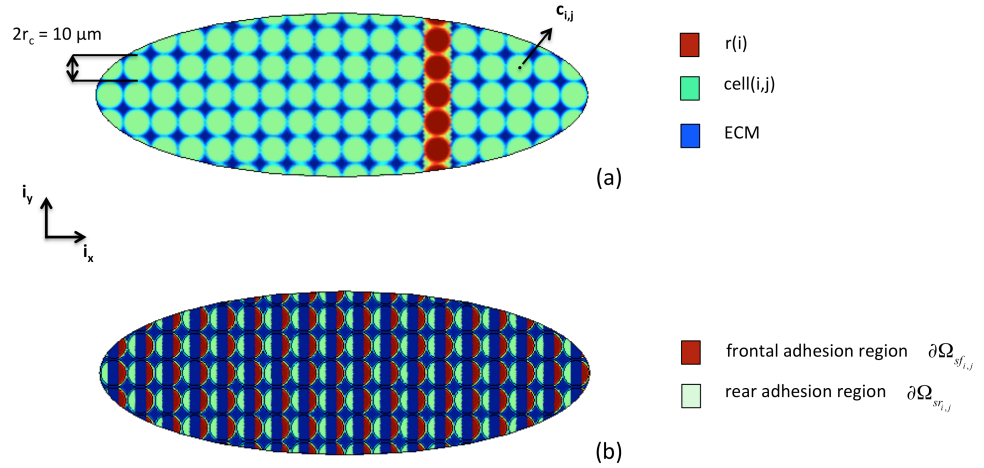 c_{i,j}
2r_c = 10 μm
r(i)
cell(i,j)
ECM
(a)
i_y
i_x
frontal adhesion region ∂Ω_{sf_{i,j}}
rear adhesion region ∂Ω_{sr_{i,j}}
(b)